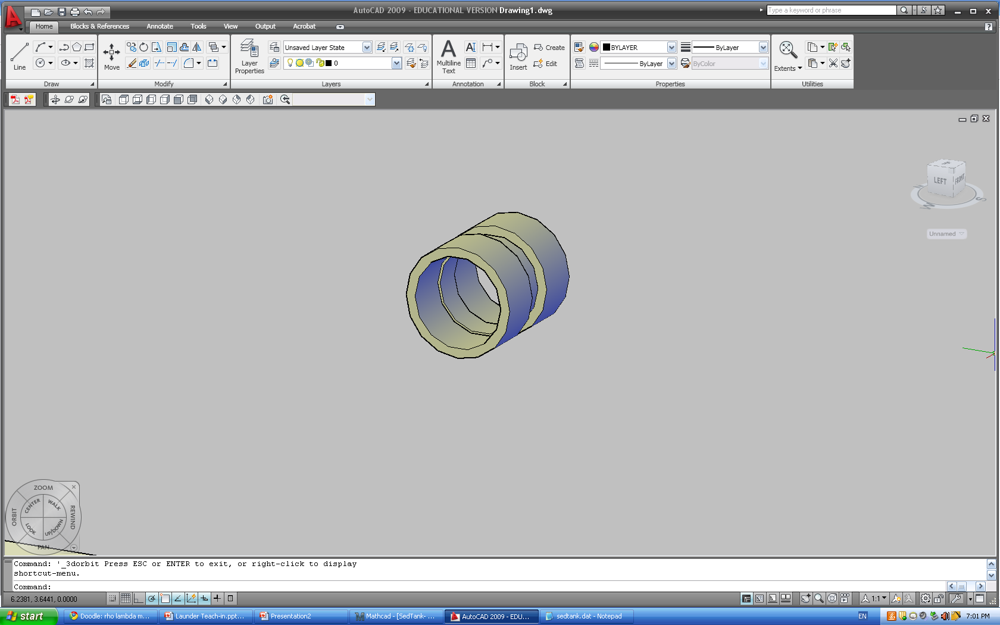 AutoCAD 2009 - EDUCATIONAL VERSION Drawing1.dwg
Type a keyword or phrase
Home Blocks & References Annotate Tools View Output Acrobat
Line
Draw
Move
Modify
Layer
Properties
Unsaved Layer State
0
Layers
Multiline
Text
Annotation
Insert
Create
Edit
Block
BYLAYER
ByLayer
ByLayer
ByColor
Properties
Extents
Utilities
LEFT
FRONT
W
S
Unnamed
ZOOM
CENTER
WALK
ORBIT
REWIND
LOOK
UP/DOWN
PAN
Command: '_3dorbit Press ESC or ENTER to exit, or right-click to display
shortcut-menu.
Command:
6.2381, 3.6441, 0.0000
1:1
start
Doodle: rho lambda m...
Launder Teach-in.ppt...
Presentation2
Mathcad - [SedTank- ...
AutoCAD 2009 - EDU...
sedtank.dat - Notepad
EN
7:01 PM